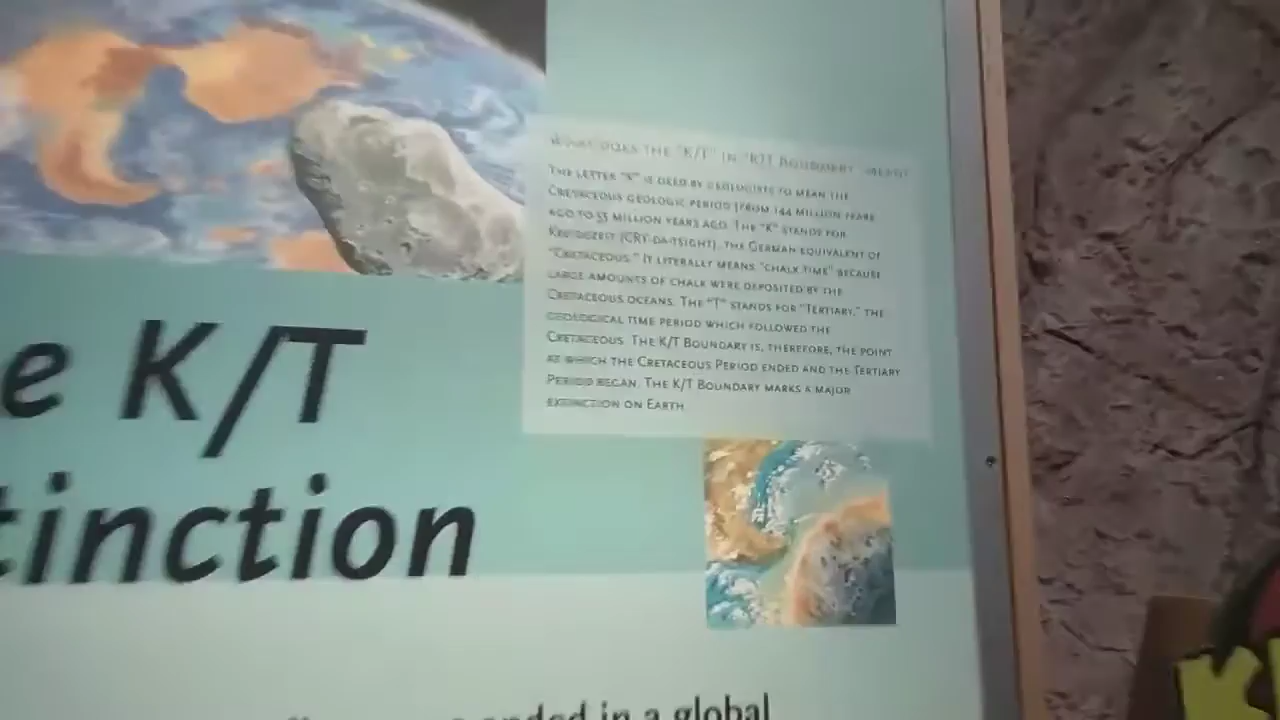 WHAT DOES THE "K/T" IN "K/T BOUNDARY" MEAN?
THE LETTER "K" IS USED BY GEOLOGISTS TO MEAN THE
CRETACEOUS GEOLOGIC PERIOD (FROM 144 MILLION YEARS
AGO TO 55 MILLION YEARS AGO. THE "K" STANDS FOR
(CRY-DA-TSIGHT), THE GERMAN EQUIVALENT OF
"CRETACEOUS." IT LITERALLY MEANS "CHALK TIME" BECAUSE
LARGE AMOUNTS OF CHALK WERE DEPOSITED BY THE
CRETACEOUS OCEANS. THE "T" STANDS FOR "TERTIARY," THE
GEOLOGICAL TIME PERIOD WHICH FOLLOWED THE
CRETACEOUS. THE K/T BOUNDARY IS, THEREFORE, THE POINT
AT WHICH THE CRETACEOUS PERIOD ENDED AND THE TERTIARY
PERIOD BEGAN. THE K/T BOUNDARY MARKS A MAJOR
EXTINCTION ON EARTH.
e K/T
tinction
ended in a global